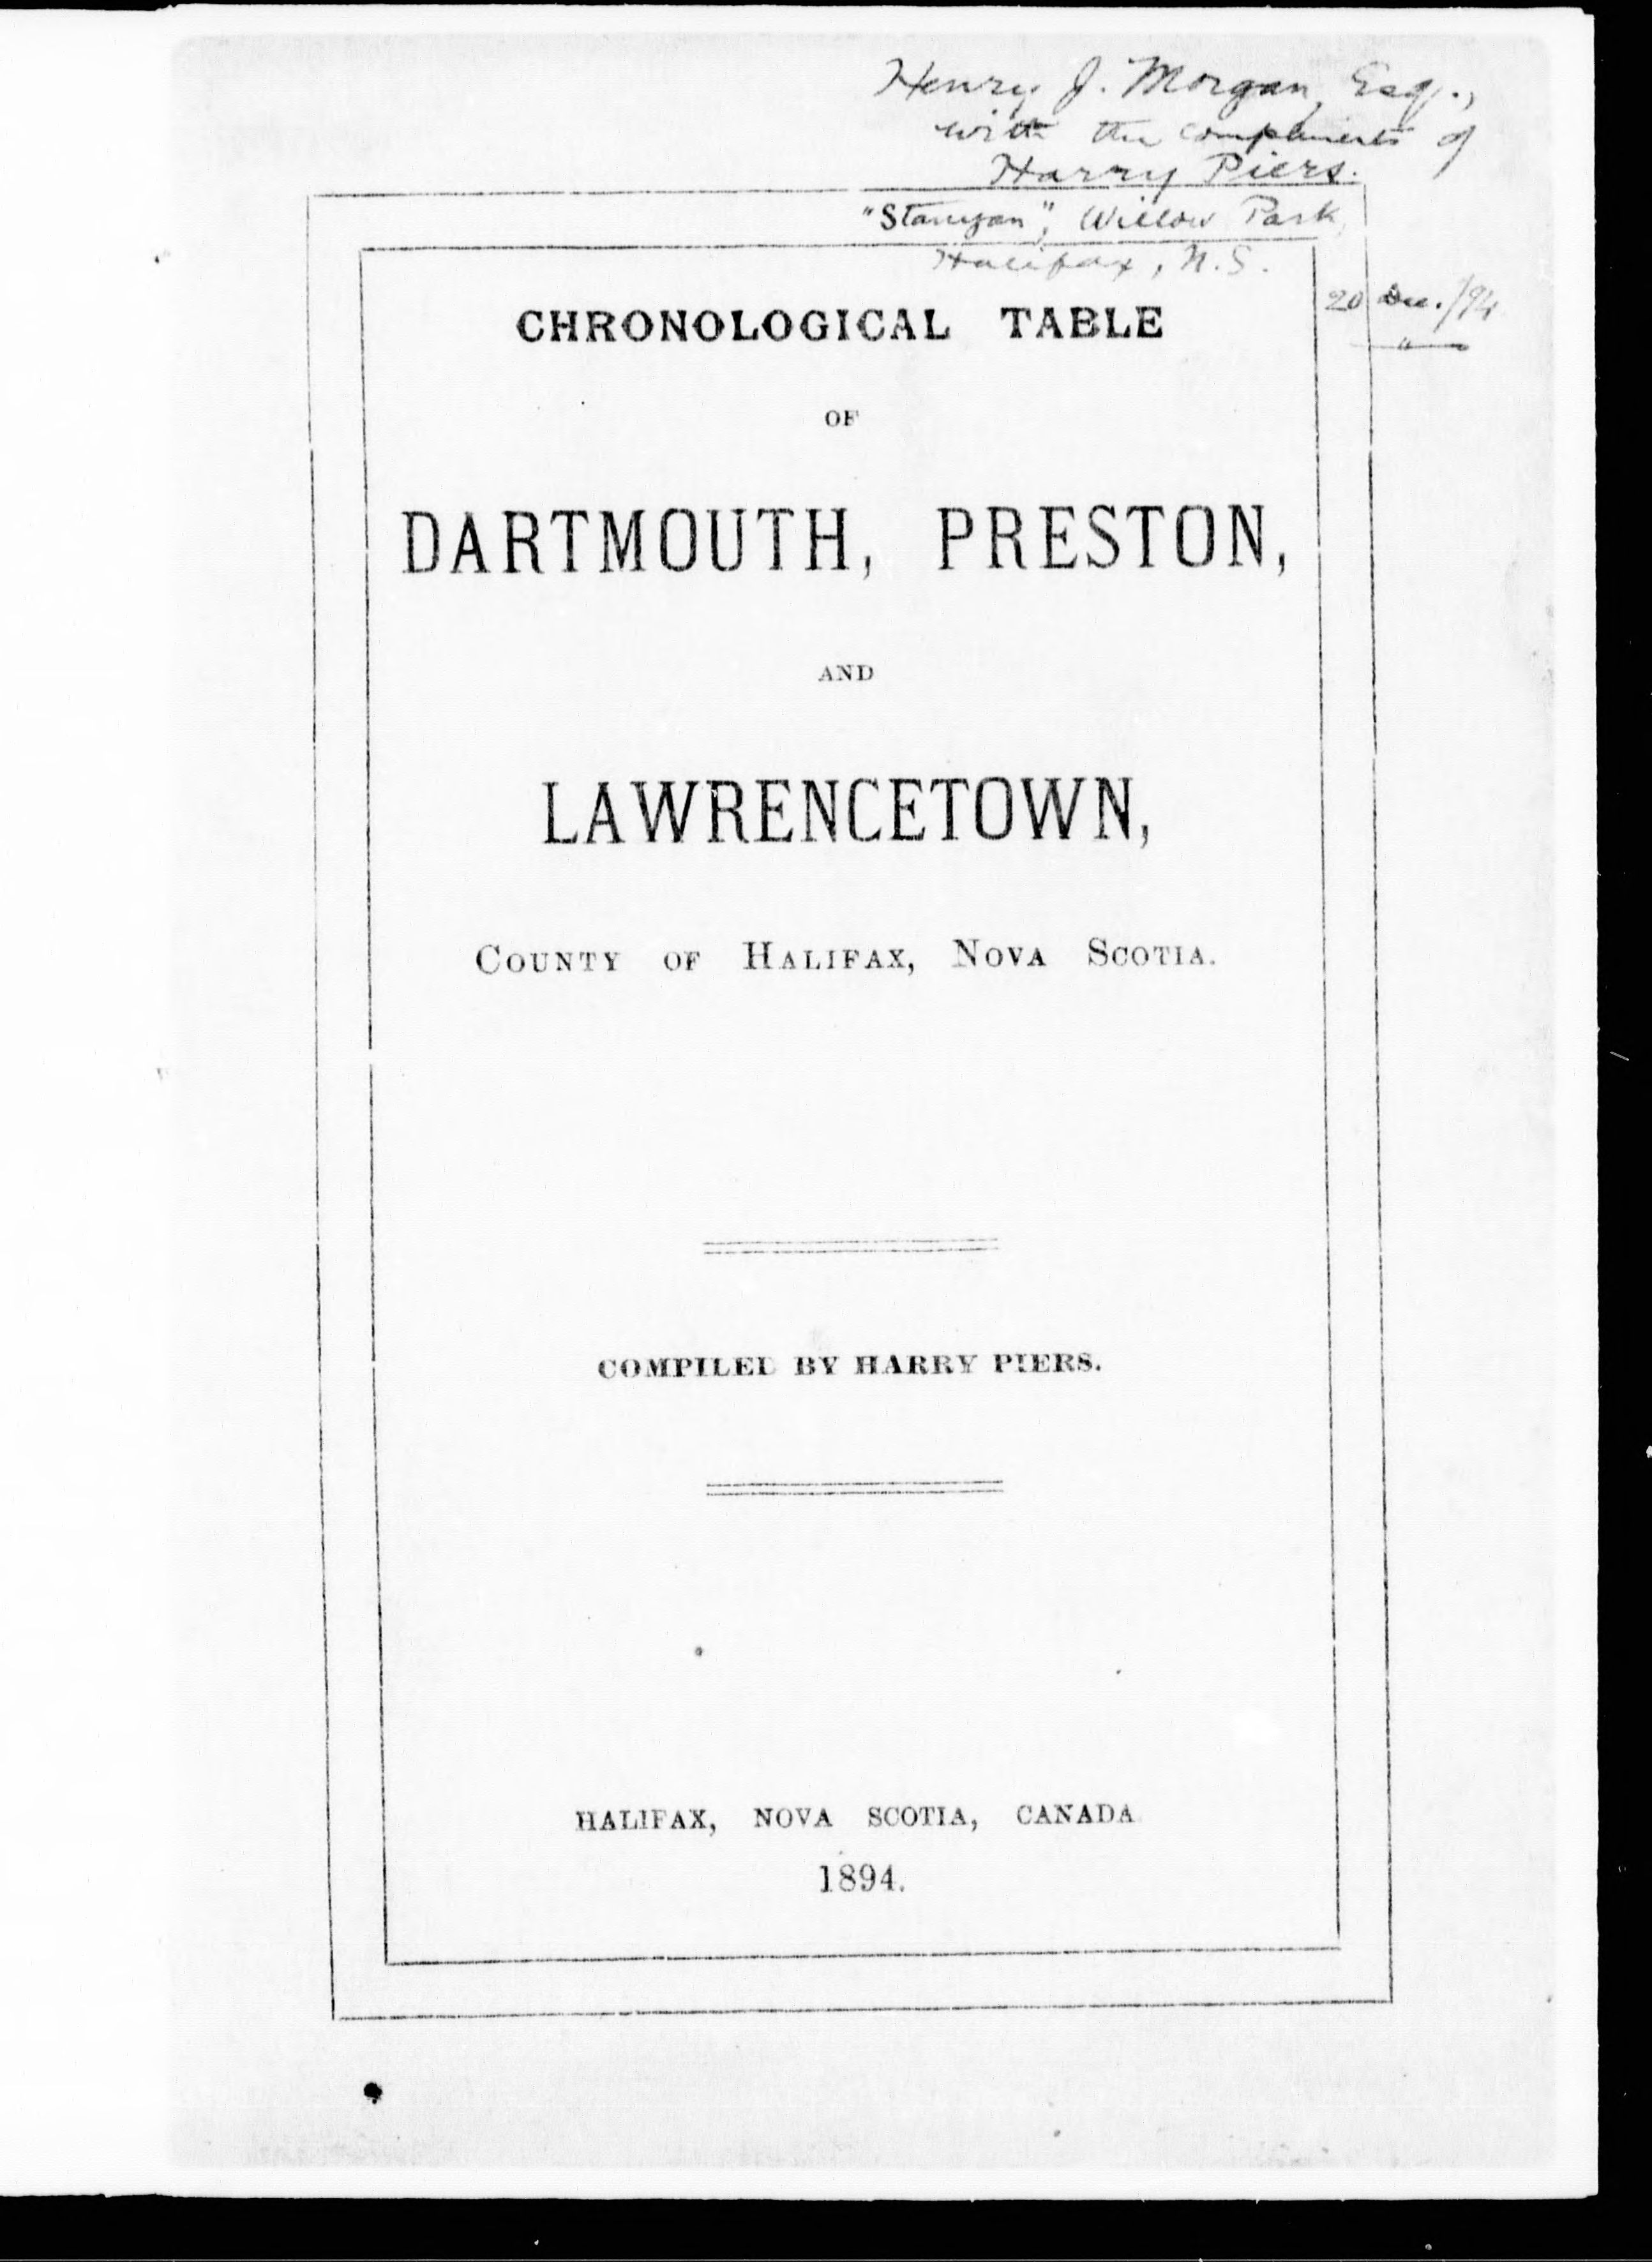 Henry J. Morgan, Esq.,
with the compliments of
Harry Piers.
"Stanyan", Willow Park,
Halifax, N.S.
20 Dec. /94
CHRONOLOGICAL TABLE
OF
DARTMOUTH, PRESTON,
AND
LAWRENCETOWN,
COUNTY OF HALIFAX, NOVA SCOTIA.
COMPILED BY HARRY PIERS.
HALIFAX, NOVA SCOTIA, CANADA
1894.